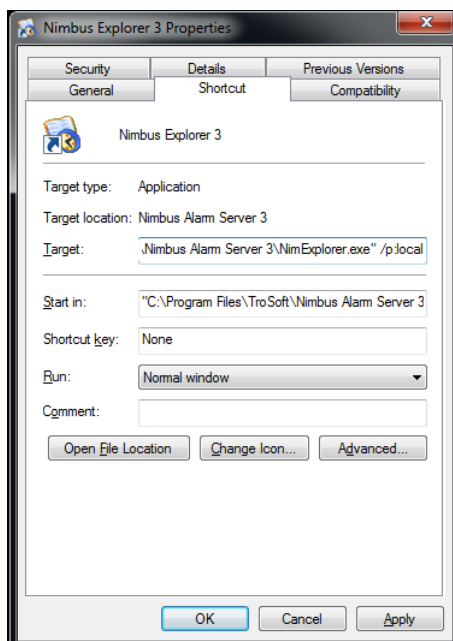 Nimbus Explorer 3 Properties
Security Details Previous Versions
General Shortcut Compatibility
Nimbus Explorer 3
Target type: Application
Target location: Nimbus Alarm Server 3
Target: \Nimbus Alarm Server 3\NimExplorer.exe" /p:local
Start in: "C:\Program Files\TroSoft\Nimbus Alarm Server 3
Shortcut key: None
Run: Normal window
Comment:
Open File Location Change Icon... Advanced...
OK Cancel Apply